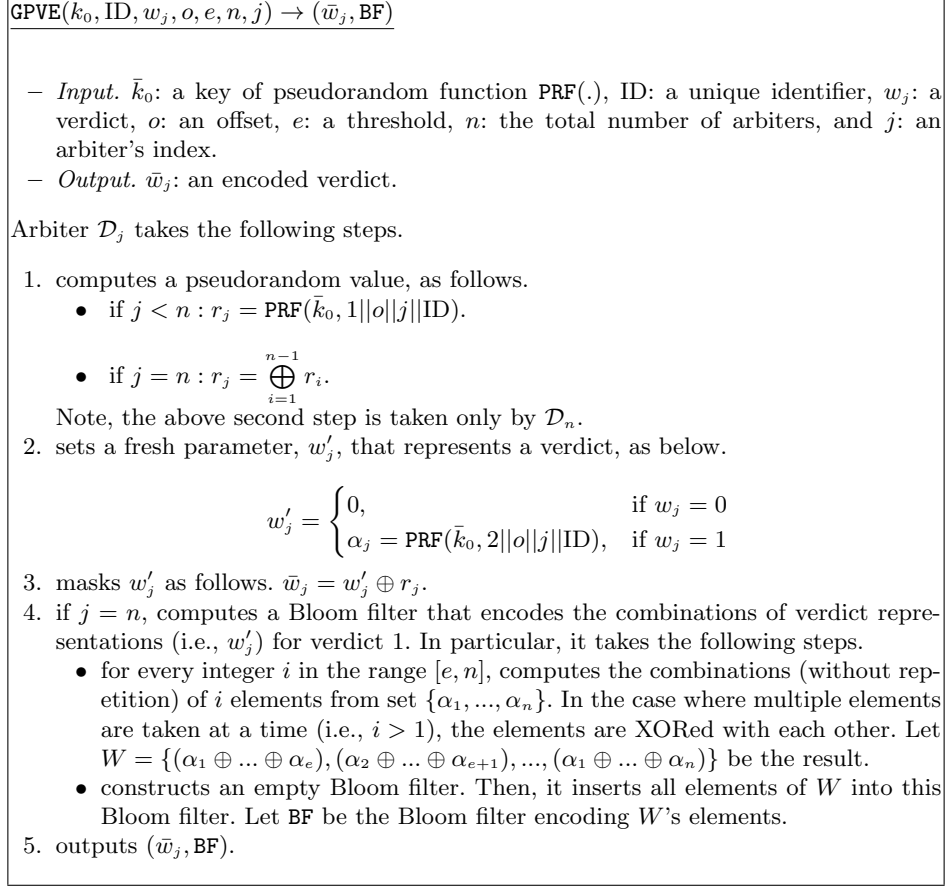 GPVE(k₀, ID, wⱼ, o, e, n, j) → (w̄ⱼ, BF)
– Input. k̄₀: a key of pseudorandom function PRF(.), ID: a unique identifier, wⱼ: a
verdict, o: an offset, e: a threshold, n: the total number of arbiters, and j: an
arbiter's index.
– Output. w̄ⱼ: an encoded verdict.
Arbiter 𝒟ⱼ takes the following steps.
1. computes a pseudorandom value, as follows.
• if j < n : rⱼ = PRF(k̄₀, 1||o||j||ID).
• if j = n : rⱼ = ⨁_{i=1}^{n−1} rᵢ.
Note, the above second step is taken only by 𝒟ₙ.
2. sets a fresh parameter, w′ⱼ, that represents a verdict, as below.
w′ⱼ = { 0, if wⱼ = 0
αⱼ = PRF(k̄₀, 2||o||j||ID), if wⱼ = 1
3. masks w′ⱼ as follows. w̄ⱼ = w′ⱼ ⊕ rⱼ.
4. if j = n, computes a Bloom filter that encodes the combinations of verdict repre-
sentations (i.e., w′ⱼ) for verdict 1. In particular, it takes the following steps.
• for every integer i in the range [e, n], computes the combinations (without rep-
etition) of i elements from set {α₁, ..., αₙ}. In the case where multiple elements
are taken at a time (i.e., i > 1), the elements are XORed with each other. Let
W = {(α₁ ⊕ ... ⊕ αₑ), (α₂ ⊕ ... ⊕ αₑ₊₁), ..., (α₁ ⊕ ... ⊕ αₙ)} be the result.
• constructs an empty Bloom filter. Then, it inserts all elements of W into this
Bloom filter. Let BF be the Bloom filter encoding W's elements.
5. outputs (w̄ⱼ, BF).